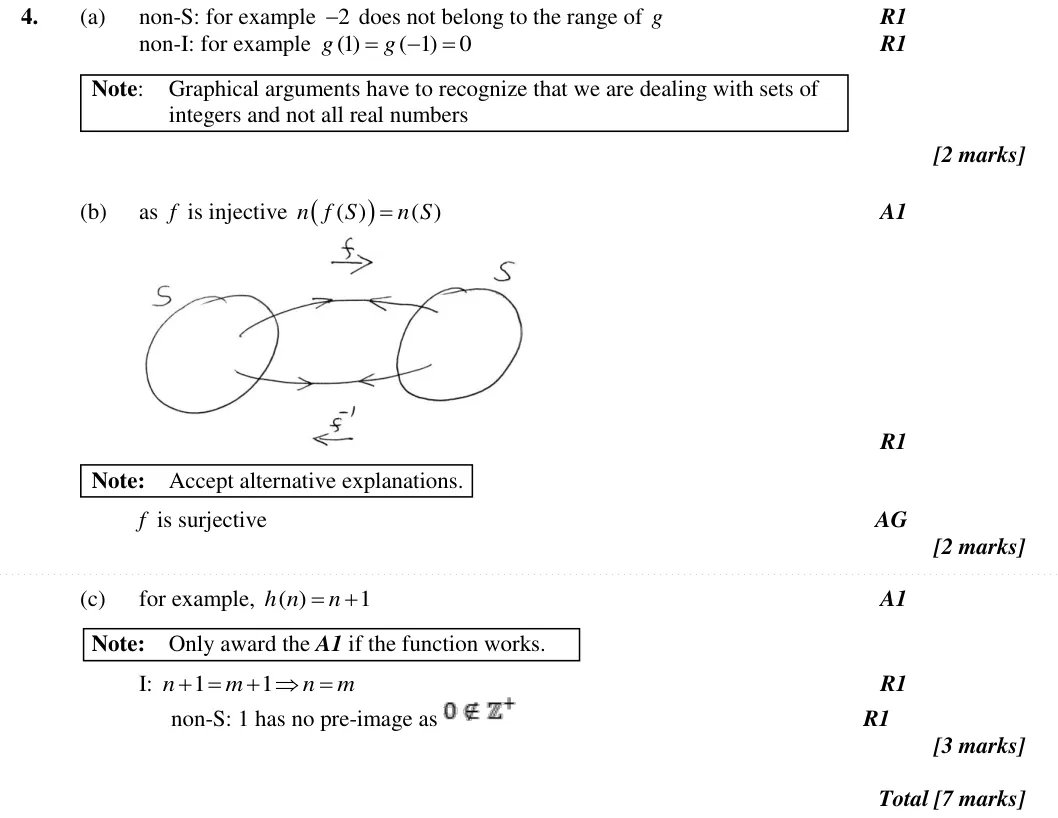 4. (a) non-S: for example −2 does not belong to the range of g R1
non-I: for example g(1) = g(−1) = 0 R1
Note: Graphical arguments have to recognize that we are dealing with sets of
integers and not all real numbers
[2 marks]
(b) as f is injective n(f(S)) = n(S) A1
f
S S
f⁻¹
R1
Note: Accept alternative explanations.
f is surjective AG
[2 marks]
(c) for example, h(n) = n + 1 A1
Note: Only award the A1 if the function works.
I: n + 1 = m + 1 ⇒ n = m R1
non-S: 1 has no pre-image as 0 ∉ ℤ⁺ R1
[3 marks]
Total [7 marks]